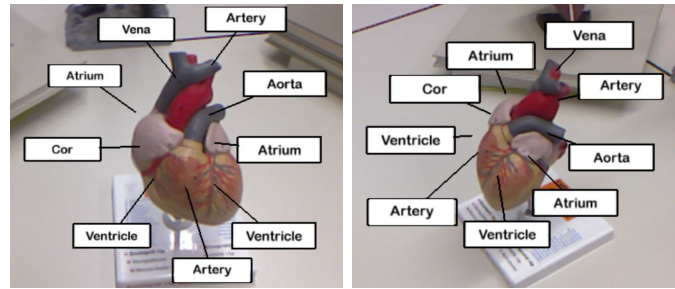 Vena
Artery
Atrium
Aorta
Cor
Atrium
Ventricle
Ventricle
Artery
Vena
Atrium
Artery
Cor
Ventricle
Aorta
Atrium
Artery
Ventricle